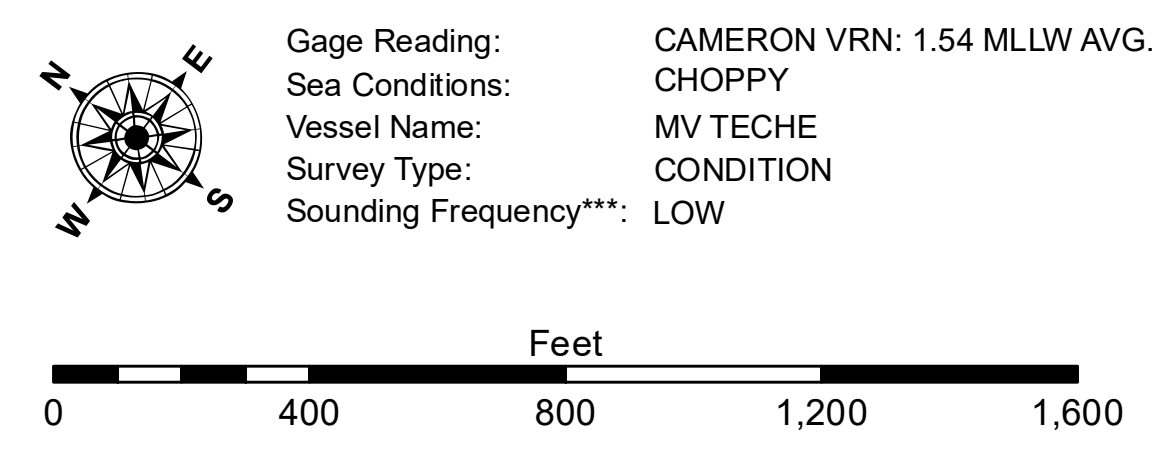 N
E
W
S
Gage Reading: CAMERON VRN: 1.54 MLLW AVG.
Sea Conditions: CHOPPY
Vessel Name: MV TECHE
Survey Type: CONDITION
Sounding Frequency***: LOW
Feet
0 400 800 1,200 1,600